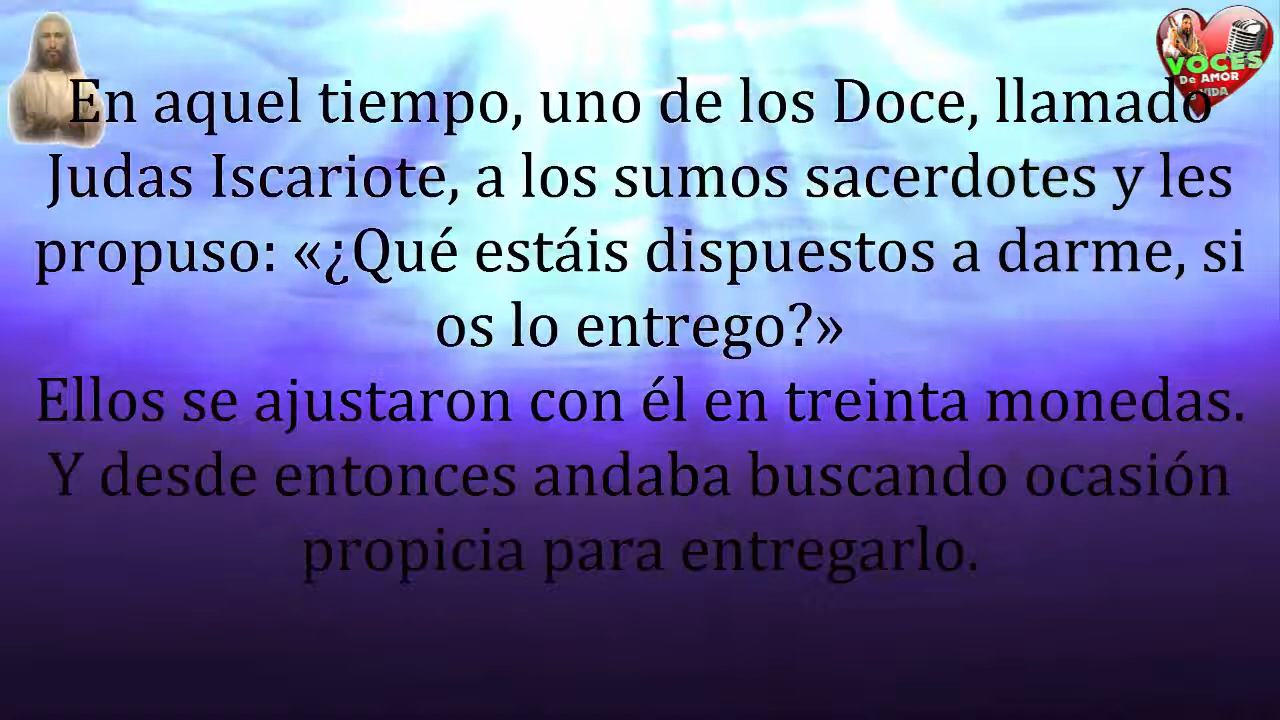 En aquel tiempo, uno de los Doce, llamado
Judas Iscariote, a los sumos sacerdotes y les
propuso: «¿Qué estáis dispuestos a darme, si
os lo entrego?»
Ellos se ajustaron con él en treinta monedas.
Y desde entonces andaba buscando ocasión
propicia para entregarlo.
VOCES
De AMOR
VIDA